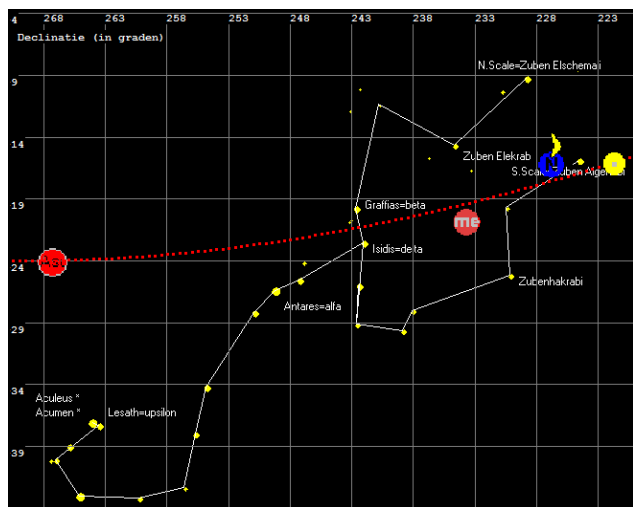 268 263 258 253 248 243 238 233 228 223
4
Declinatie (in graden)
N.Scale=Zuben Elschemali
9
14
Zuben Elekrab
S.Scale=Zuben Algenubi
19
Graffias=beta
me
Isidis=delta
24
Zubenhakrabi
Antares=alfa
29
34
Aculeus *
Acumen *
Lesath=upsilon
39